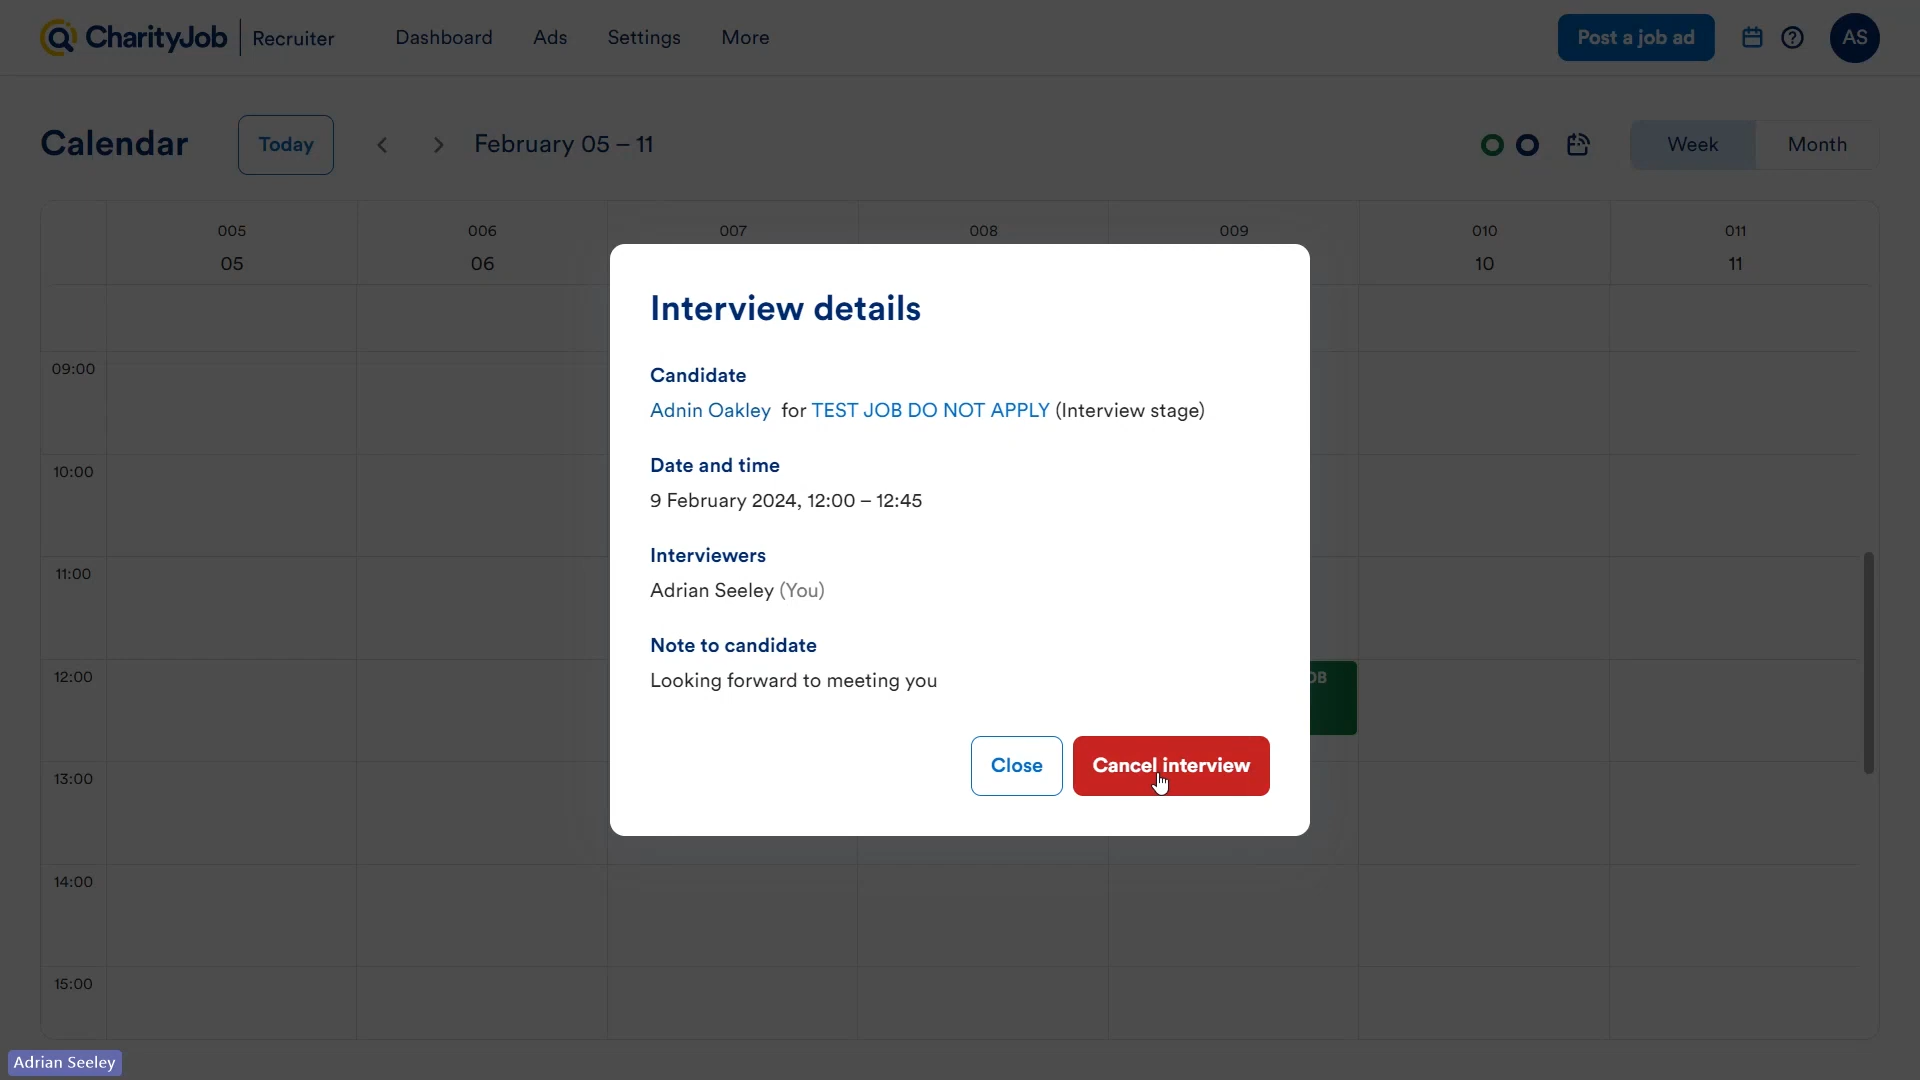 CharityJob Recruiter Dashboard Ads Settings More Post a job ad AS
Calendar Today February 05 – 11 Week Month
005 006 007 008 009 010 011
05 06 10 11
Interview details
Candidate
Adnin Oakley for TEST JOB DO NOT APPLY (Interview stage)
Date and time
9 February 2024, 12:00 – 12:45
Interviewers
Adrian Seeley (You)
Note to candidate
Looking forward to meeting you
Close Cancel interview
09:00
10:00
11:00
12:00
13:00
14:00
15:00
Adrian Seeley